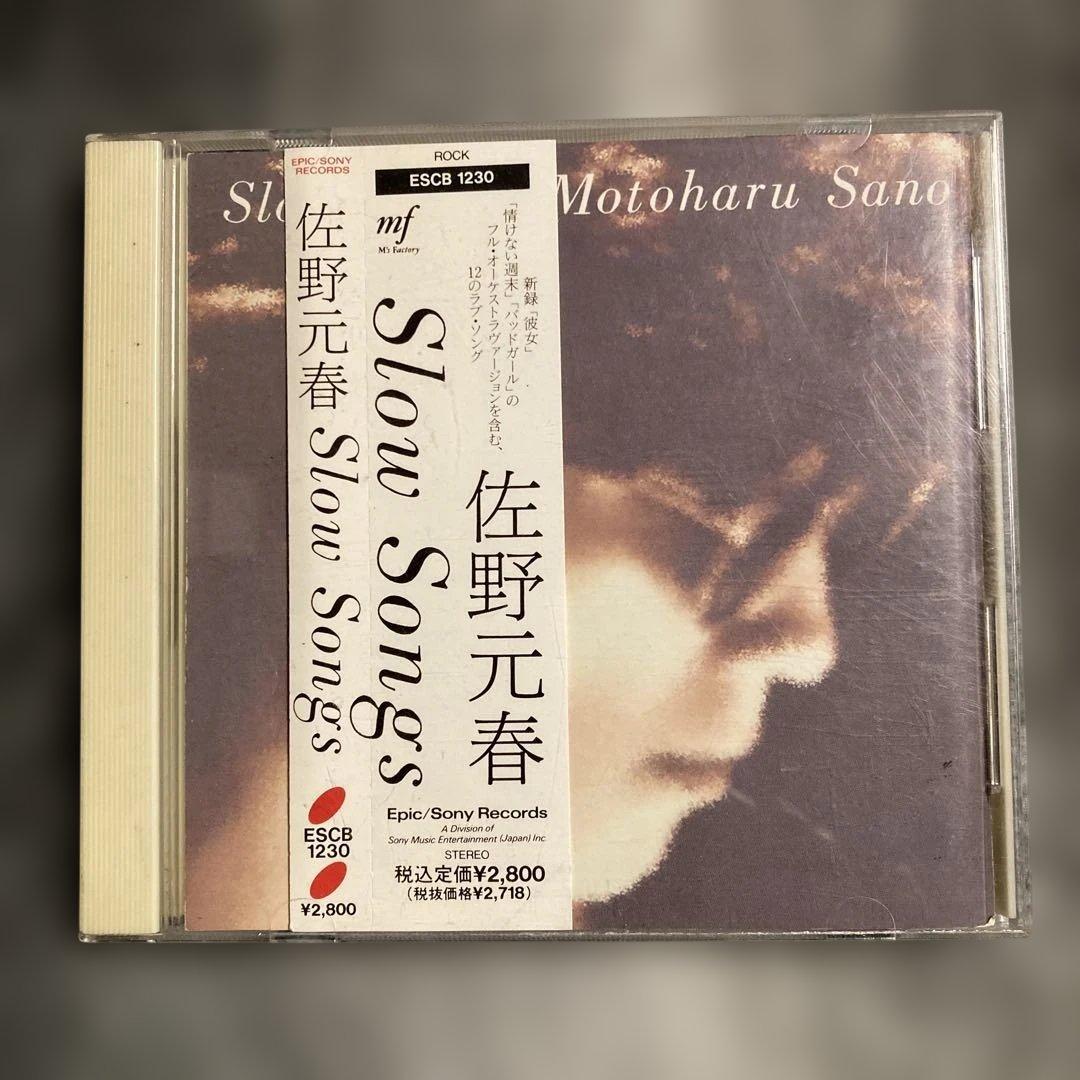 Slo
Motoharu Sano
EPIC/SONY
RECORDS
佐野元春 Slow Songs
ESCB
1230
¥2,800
ROCK
ESCB 1230
mf
M's Factory
新録「彼女」
「情けない週末」「バッドガール」の
フル・オーケストラヴァージョンを含む、
12のラブ・ソング
Slow Songs
佐野元春
Epic/Sony Records
A Division of
Sony Music Entertainment (Japan) Inc.
STEREO
税込定価¥2,800
(税抜価格¥2,718)